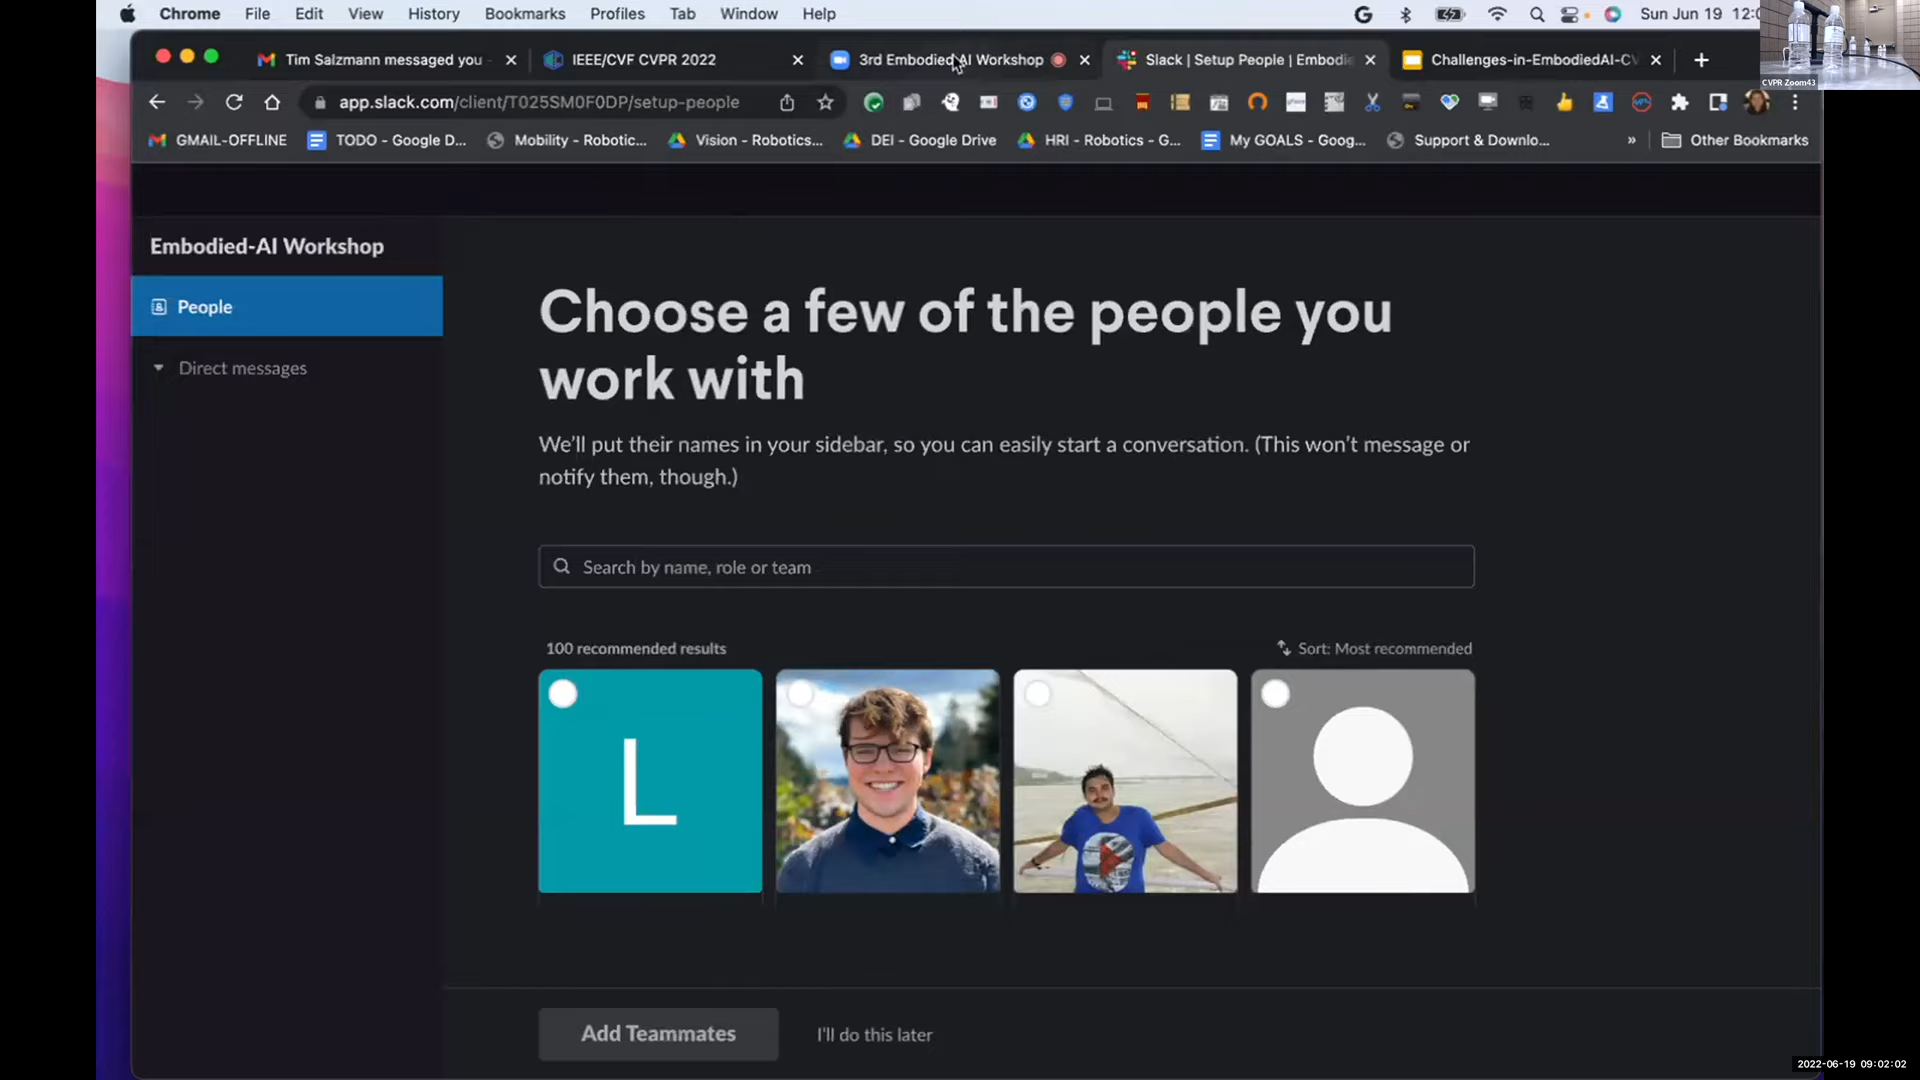 Chrome File Edit View History Bookmarks Profiles Tab Window Help
Sun Jun 19
Tim Salzmann messaged you
IEEE/CVF CVPR 2022
3rd Embodied AI Workshop
Slack | Setup People | Embodie
Challenges-in-EmbodiedAI-CV
CVPR Zoom43
app.slack.com/client/T025SM0F0DP/setup-people
GMAIL-OFFLINE
TODO - Google D...
Mobility - Robotic...
Vision - Robotics...
DEI - Google Drive
HRI - Robotics - G...
My GOALS - Goog...
Support & Downlo...
»
Other Bookmarks
Embodied-AI Workshop
People
Direct messages
Choose a few of the people you
work with
We'll put their names in your sidebar, so you can easily start a conversation. (This won't message or
notify them, though.)
Search by name, role or team
100 recommended results
Sort: Most recommended
L
Add Teammates
I'll do this later
2022-06-19 09:02:02